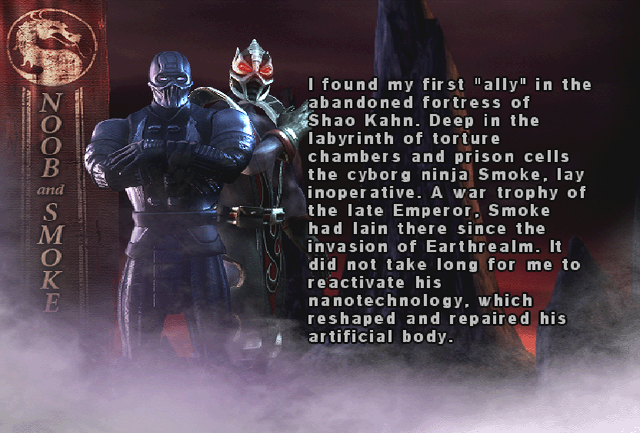 NOOB and SMOKE
I found my first "ally" in the
abandoned fortress of
Shao Kahn. Deep in the
labyrinth of torture
chambers and prison cells
the cyborg ninja Smoke, lay
inoperative. A war trophy of
the late Emperor, Smoke
had lain there since the
invasion of Earthrealm. It
did not take long for me to
reactivate his
nanotechnology, which
reshaped and repaired his
artificial body.